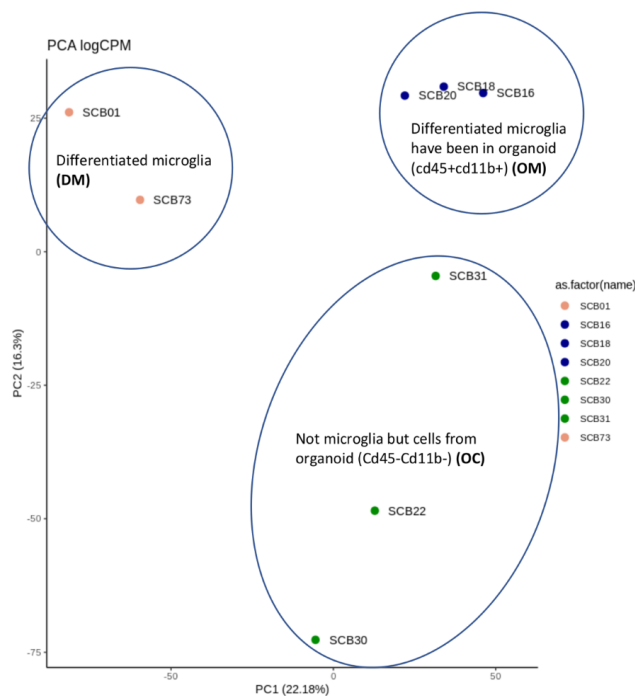 PCA logCPM
SCB01
SCB18
SCB20
SCB16
25
Differentiated microglia
(DM)
Differentiated microglia
have been in organoid
(cd45+cd11b+) (OM)
SCB73
0
SCB31
as.factor(name)
SCB01
SCB16
SCB18
SCB20
SCB22
SCB30
SCB31
SCB73
PC2 (16.3%)
-25
Not microglia but cells from
organoid (Cd45-Cd11b-) (OC)
-50
SCB22
SCB30
-75
-50
0
50
PC1 (22.18%)